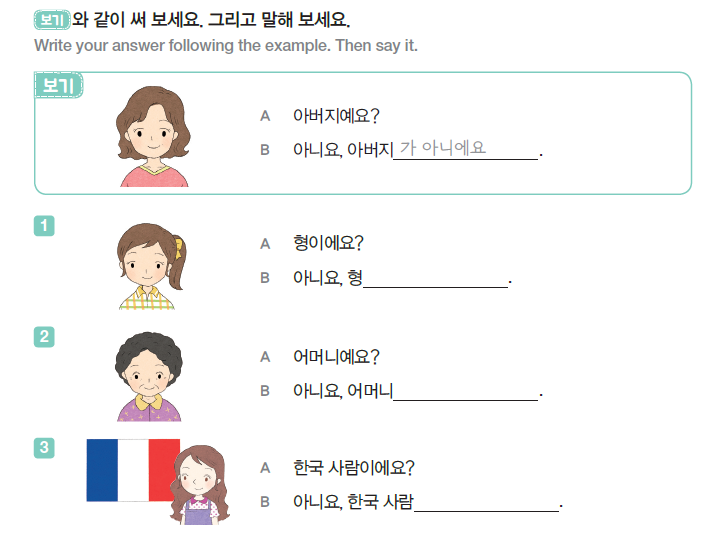 보기와 같이 써 보세요. 그리고 말해 보세요.
Write your answer following the example. Then say it.
보기
A 아버지예요?
B 아니요, 아버지 가 아니에요.
1
A 형이에요?
B 아니요, 형 .
2
A 어머니예요?
B 아니요, 어머니 .
3
A 한국 사람이에요?
B 아니요, 한국 사람 .